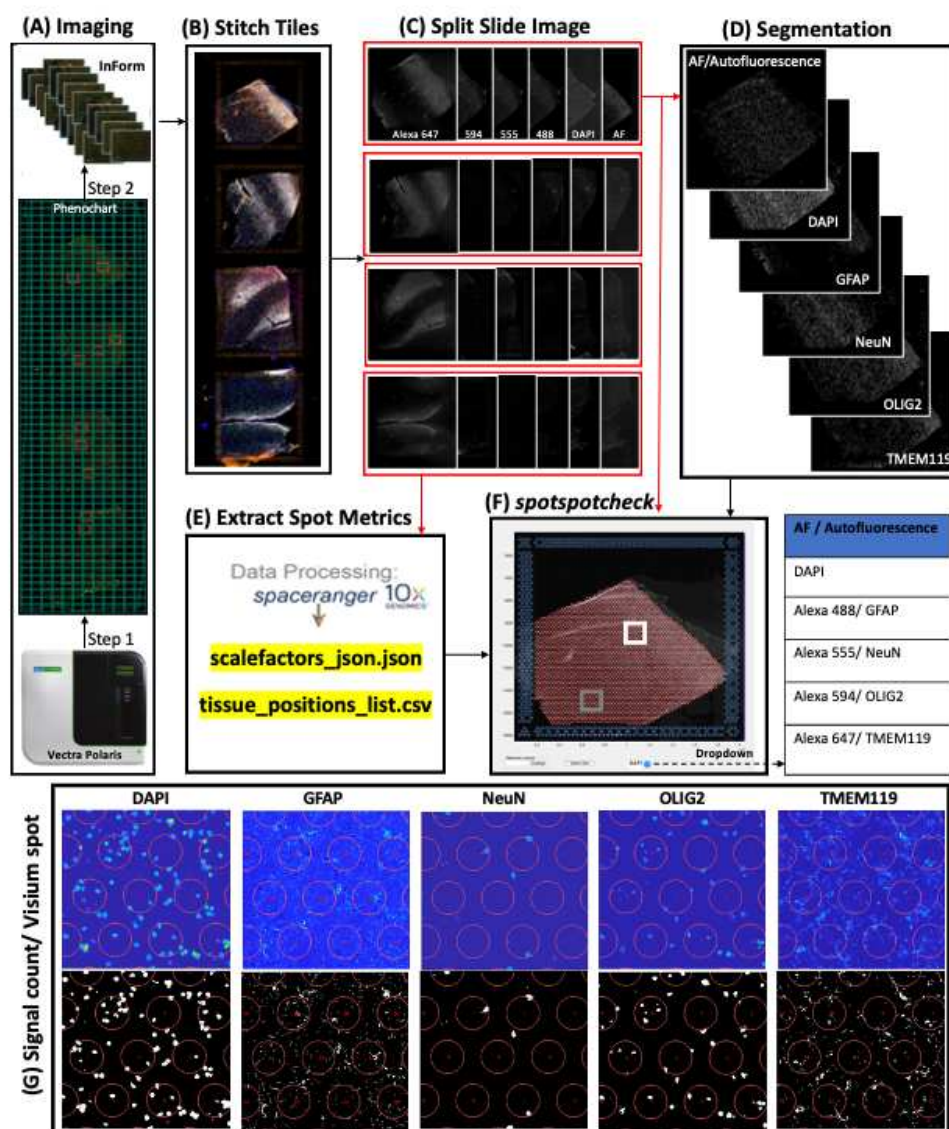 (A) Imaging
InForm
Step 2
Phenochart
Step 1
Vectra Polaris
(B) Stitch Tiles
(C) Split Slide Image
Alexa 647
594
555
488
DAPI
AF
(D) Segmentation
AF/Autofluorescence
DAPI
GFAP
NeuN
OLIG2
TMEM119
(E) Extract Spot Metrics
Data Processing:
spaceranger 10x
GENOMICS
scalefactors_json.json
tissue_positions_list.csv
(F) spotspotcheck
Dropdown
DAPI
AF / Autofluorescence
DAPI
Alexa 488/ GFAP
Alexa 555/ NeuN
Alexa 594/ OLIG2
Alexa 647/ TMEM119
(G) Signal count/ Visium spot
DAPI
GFAP
NeuN
OLIG2
TMEM119